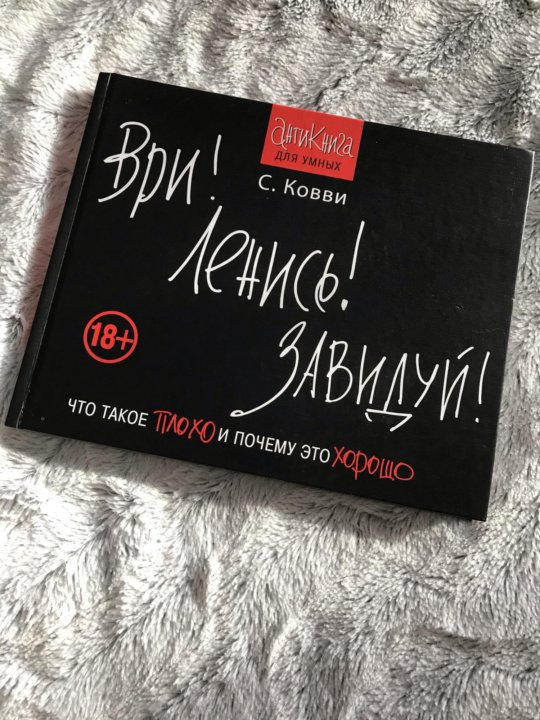 антиКнига
ДЛЯ УМНЫХ
С. Ковви
Ври!
Ленись!
ЗАВИДУЙ!
18+
ЧТО ТАКОЕ ПЛОХО И ПОЧЕМУ ЭТО ХОРОШО